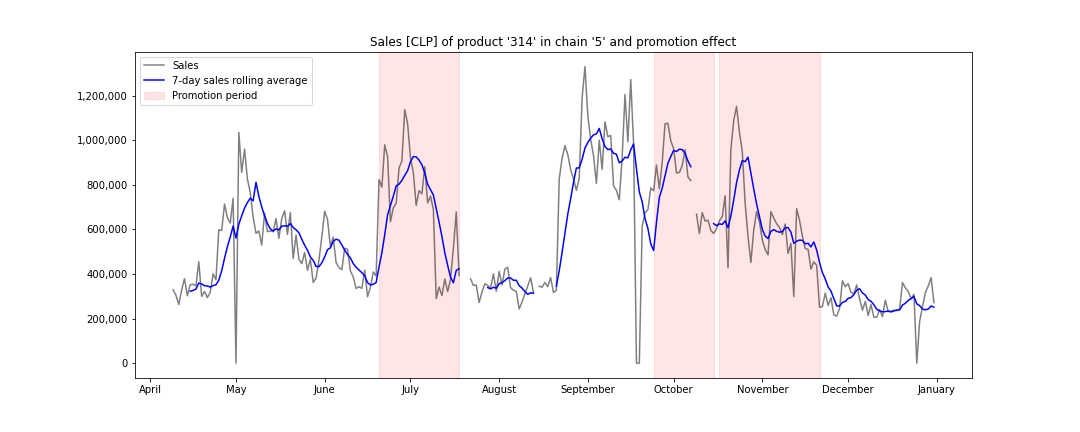 Sales [CLP] of product '314' in chain '5' and promotion effect
Sales
7-day sales rolling average
Promotion period
1,200,000
1,000,000
800,000
600,000
400,000
200,000
0
April May June July August September October November December January